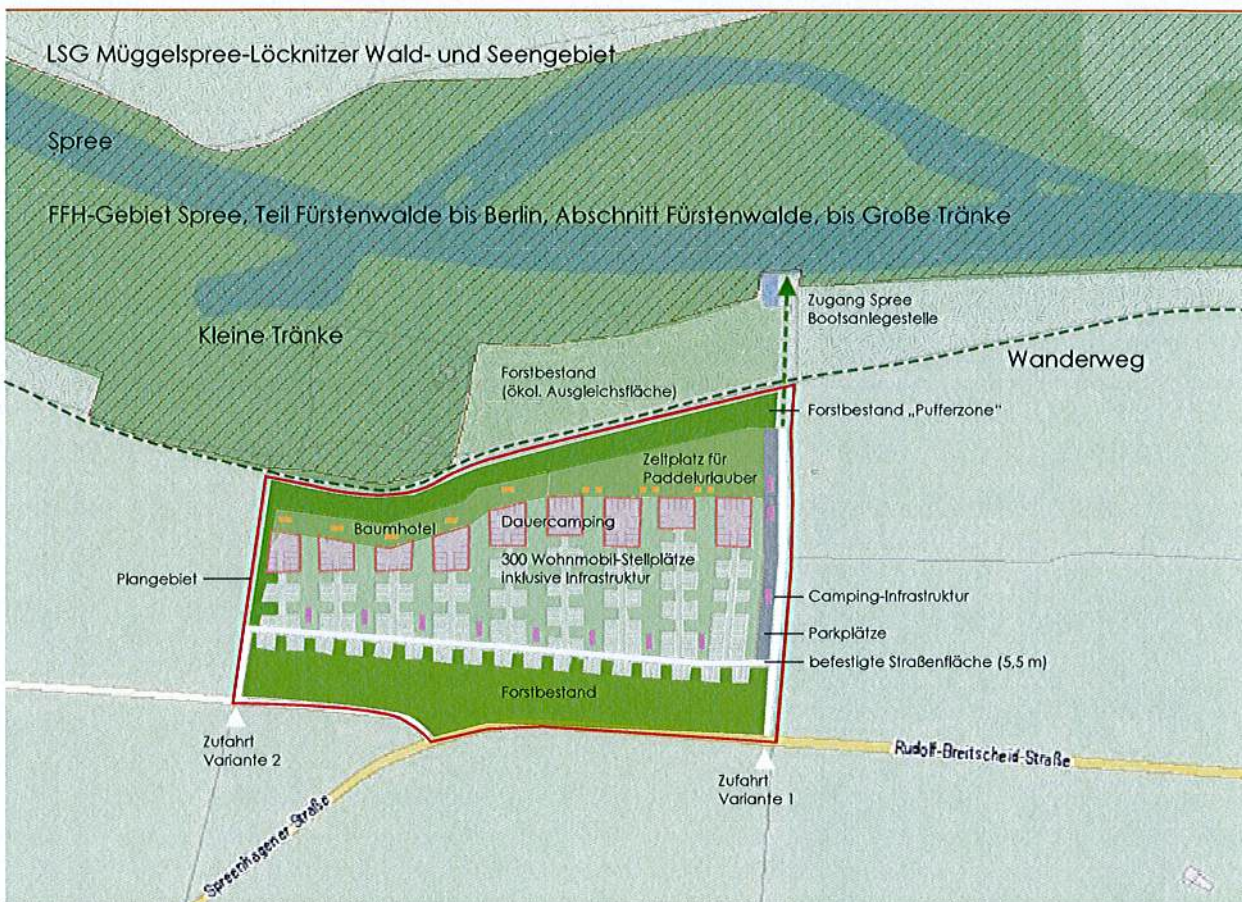 LSG Müggelspree-Löcknitzer Wald- und Seengebiet
Spree
FFH-Gebiet Spree, Teil Fürstenwalde bis Berlin, Abschnitt Fürstenwalde, bis Große Tränke
Zugang Spree
Bootsanlegestelle
Kleine Tränke
Wanderweg
Forstbestand
(ökol. Ausgleichsfläche)
Forstbestand „Pufferzone“
Zeltplatz für
Paddelurlauber
Baumhotel
Dauercamping
300 Wohnmobil-Stellplätze
inklusive Infrastruktur
Plangebiet
Camping-Infrastruktur
Parkplätze
befestigte Straßenfläche (5,5 m)
Forstbestand
Zufahrt
Variante 2
Rudolf-Breitscheid-Straße
Zufahrt
Variante 1
Spreenhagener Straße